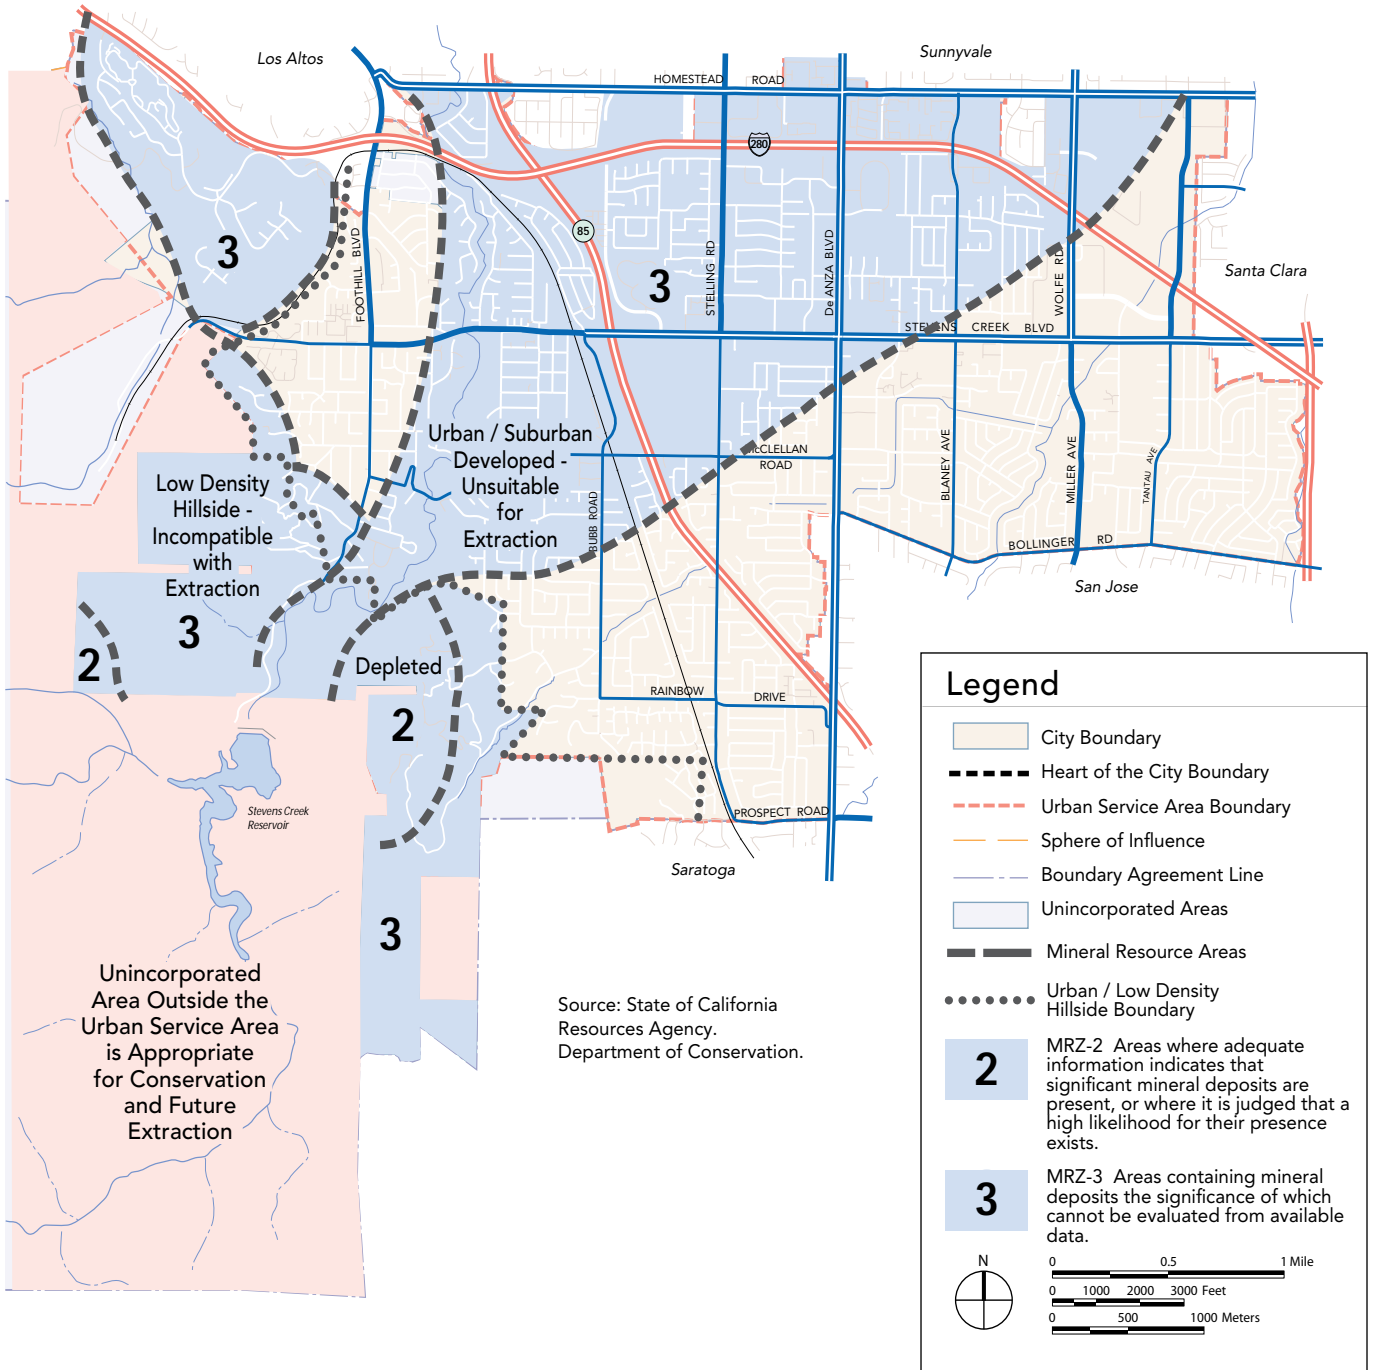 Los Altos
Sunnyvale
HOMESTEAD ROAD
280
85
3
3
FOOTHILL BLVD
STELLING RD
De ANZA BLVD
WOLFE RD
Santa Clara
STEVENS CREEK BLVD
Urban / Suburban
Developed -
Unsuitable
for
Extraction
McCLELLAN
ROAD
BUBB ROAD
BLANEY AVE
MILLER AVE
TANTAU AVE
BOLLINGER RD
San Jose
Low Density
Hillside -
Incompatible
with
Extraction
3
2
Depleted
2
RAINBOW DRIVE
PROSPECT ROAD
Saratoga
Stevens Creek
Reservoir
3
Unincorporated
Area Outside the
Urban Service Area
is Appropriate
for Conservation
and Future
Extraction
Source: State of California
Resources Agency.
Department of Conservation.
Legend
City Boundary
Heart of the City Boundary
Urban Service Area Boundary
Sphere of Influence
Boundary Agreement Line
Unincorporated Areas
Mineral Resource Areas
Urban / Low Density
Hillside Boundary
2
MRZ-2 Areas where adequate
information indicates that
significant mineral deposits are
present, or where it is judged that a
high likelihood for their presence
exists.
3
MRZ-3 Areas containing mineral
deposits the significance of which
cannot be evaluated from available
data.
N
0 0.5 1 Mile
0 1000 2000 3000 Feet
0 500 1000 Meters